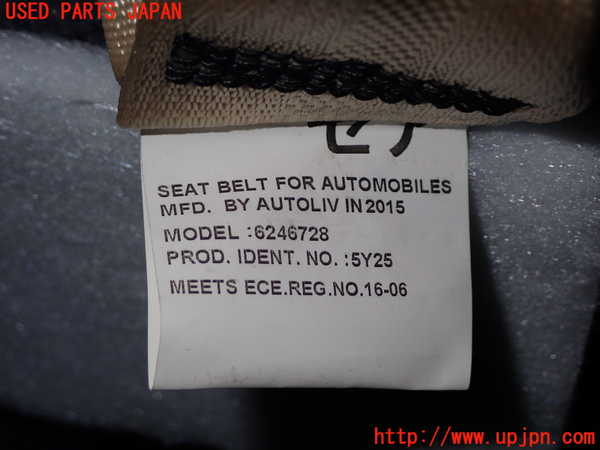 USED PARTS JAPAN
SEAT BELT FOR AUTOMOBILES
MFD. BY AUTOLIV IN 2015
MODEL :6246728
PROD. IDENT. NO. :5Y25
MEETS ECE.REG.NO.16-06
http://www.upjpn.com/